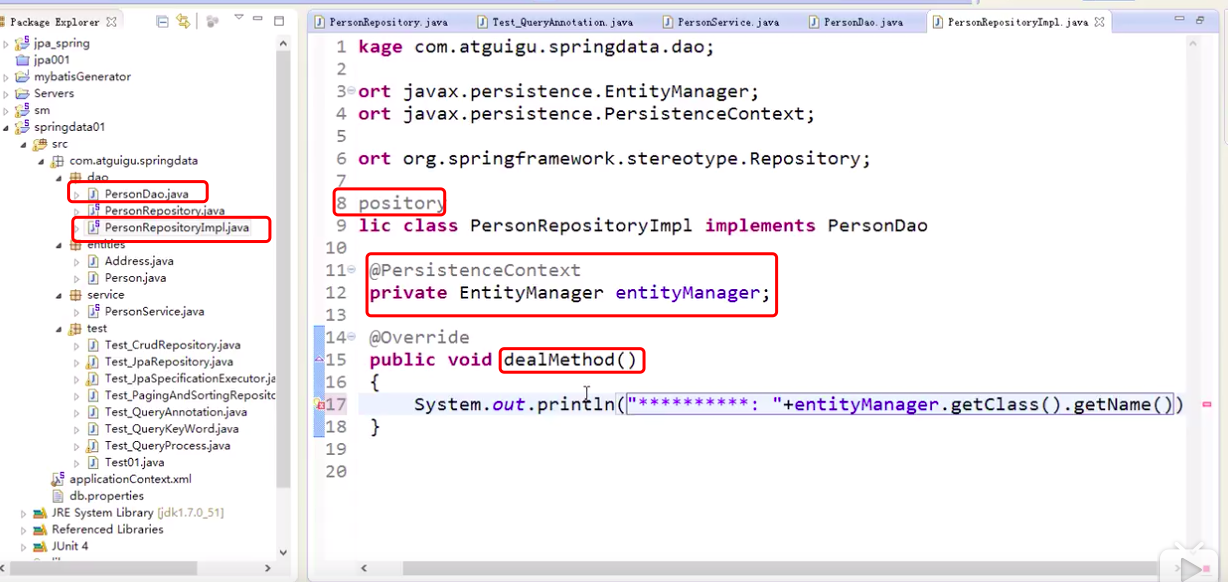 Package Explorer
jpa_spring
jpa001
mybatisGenerator
Servers
sm
springdata01
src
com.atguigu.springdata
dao
PersonDao.java
PersonRepository.java
PersonRepositoryImpl.java
entities
Address.java
Person.java
service
PersonService.java
test
Test_CrudRepository.java
Test_JpaRepository.java
Test_JpaSpecificationExecutor.ja
Test_PagingAndSortingReposito
Test_QueryAnnotation.java
Test_QueryKeyWord.java
Test_QueryProcess.java
Test01.java
applicationContext.xml
db.properties
JRE System Library [jdk1.7.0_51]
Referenced Libraries
JUnit 4
PersonRepository.java Test_QueryAnnotation.java PersonService.java PersonDao.java PersonRepositoryImpl.java
1 kage com.atguigu.springdata.dao;
2
3 ort javax.persistence.EntityManager;
4 ort javax.persistence.PersistenceContext;
5
6 ort org.springframework.stereotype.Repository;
7
8 pository
9 lic class PersonRepositoryImpl implements PersonDao
10
11 @PersistenceContext
12 private EntityManager entityManager;
13
14 @Override
15 public void dealMethod()
16 {
17 System.out.println("**********: "+entityManager.getClass().getName())
18 }
19
20